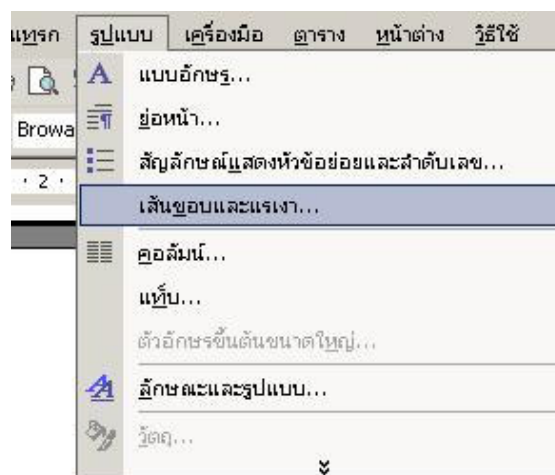 แทรก รูปแบบ เครื่องมือ ตาราง หน้าต่าง วิธีใช้
แบบอักษร...
Browa
ย่อหน้า...
สัญลักษณ์แสดงหัวข้อย่อยและลำดับเลข...
· 2 ·
เส้นขอบและแรเงา...
คอลัมน์...
แท็บ...
ตัวอักษรขึ้นต้นขนาดใหญ่...
ลักษณะและรูปแบบ...
วัตถุ...